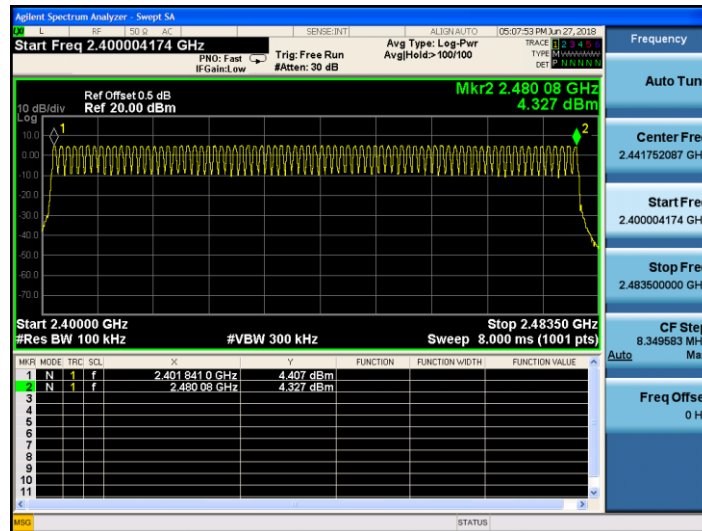 Agilent Spectrum Analyzer - Swept SA
L RF 50 Ω AC SENSE:INT ALIGNAUTO 05:07:53 PM Jun 27, 2018
Start Freq 2.400004174 GHz
PNO: Fast
IFGain:Low
Trig: Free Run
#Atten: 30 dB
Avg Type: Log-Pwr
Avg|Hold:>100/100
TRACE 1 2 3 4 5 6
TYPE M
DET P N N N N N
Mkr2 2.480 08 GHz
4.327 dBm
Ref Offset 0.5 dB
Ref 20.00 dBm
10 dB/div
Log
1
2
10.0
0.00
-10.0
-20.0
-30.0
-40.0
-50.0
-60.0
-70.0
Start 2.40000 GHz
Stop 2.48350 GHz
#Res BW 100 kHz
#VBW 300 kHz
Sweep 8.000 ms (1001 pts)
MKR MODE TRC SCL X Y FUNCTION FUNCTION WIDTH FUNCTION VALUE
1 N 1 f 2.401 841 0 GHz 4.407 dBm
2 N 1 f 2.480 08 GHz 4.327 dBm
3
4
5
6
7
8
9
10
11
MSG
STATUS
Frequency
Auto Tun
Center Fre
2.441752087 GH
Start Fre
2.400004174 GH
Stop Fre
2.483500000 GH
CF Step
8.349583 MH
Auto Ma
Freq Offse
0 H